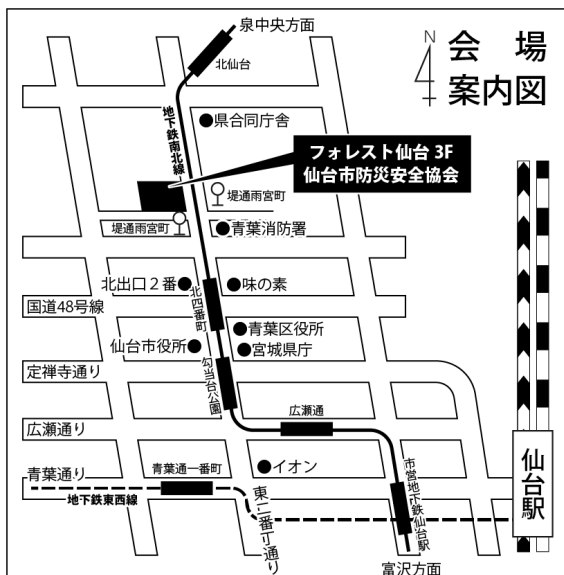 泉中央方面
北仙台
N
会場
案内図
地下鉄南北線
県合同庁舎
フォレスト仙台 3F
仙台市防災安全協会
堤通雨宮町
堤通雨宮町
青葉消防署
北出口２番
味の素
北四番町
国道48号線
青葉区役所
仙台市役所
宮城県庁
定禅寺通り
勾当台公園
広瀬通
広瀬通り
青葉通り
青葉通一番町
イオン
地下鉄東西線
東二番丁通り
市営地下鉄仙台駅
仙台駅
富沢方面